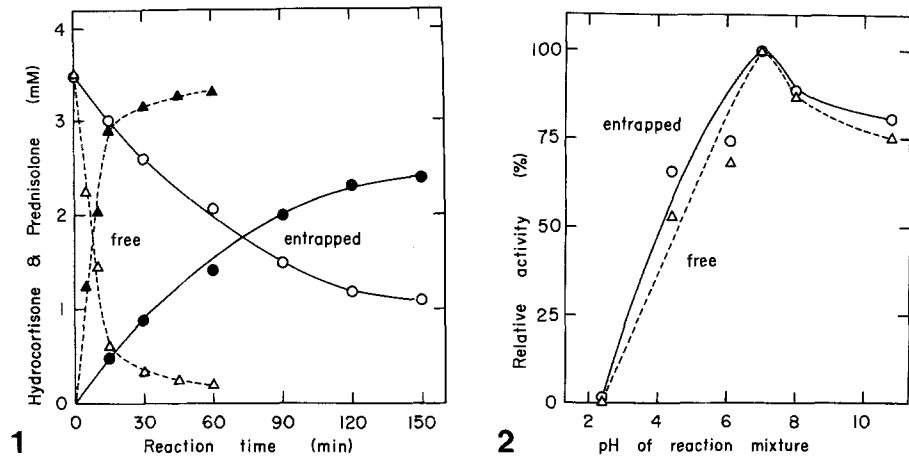 Hydrocortisone & Prednisolone (mM)
4
3
2
1
0
free
entrapped
0 30 60 90 120 150
Reaction time (min)
1
Relative activity (%)
100
75
50
25
0
entrapped
free
2 4 6 8 10
pH of reaction mixture
2